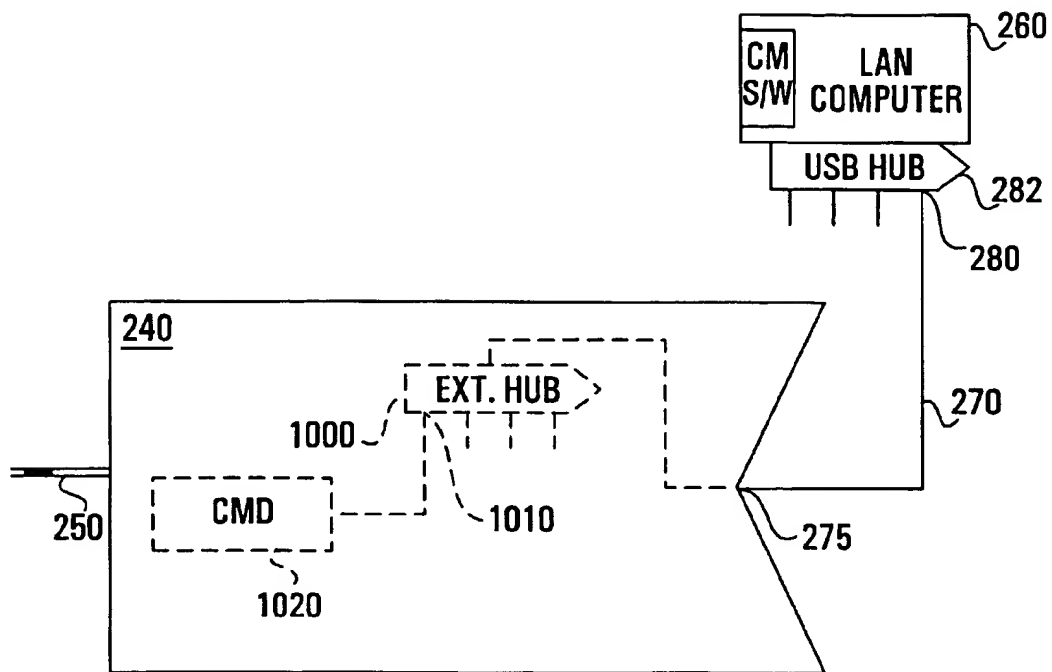 260
CM
S/W
LAN
COMPUTER
USB HUB
282
280
240
EXT. HUB
1000
270
250
CMD
1010
275
1020